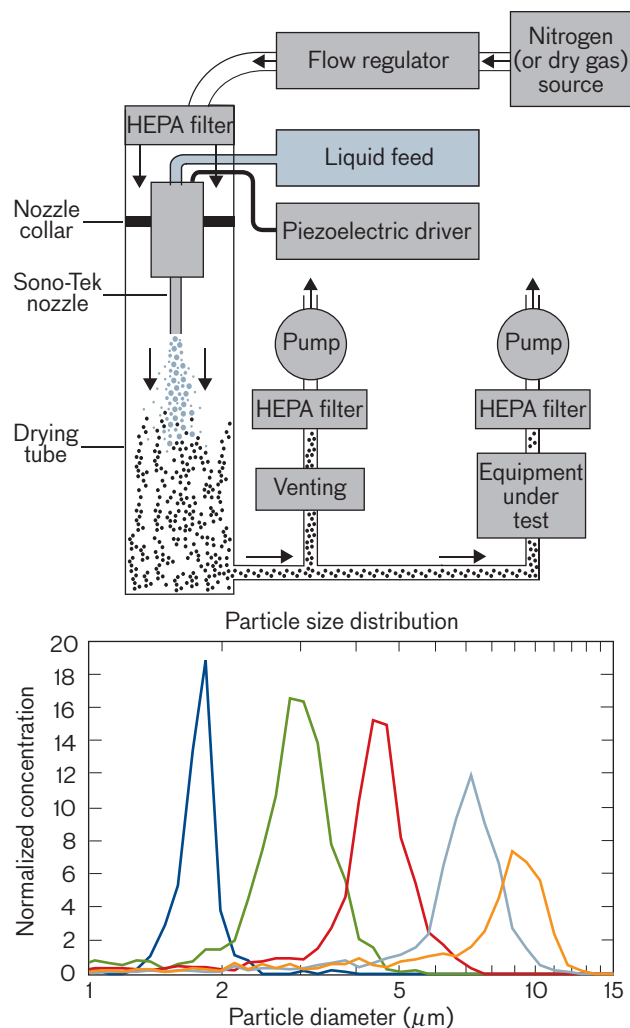 Nitrogen
(or dry gas)
source
Flow regulator
HEPA filter
Liquid feed
Nozzle
collar
Piezoelectric driver
Sono-Tek
nozzle
Pump
Pump
HEPA filter
HEPA filter
Drying
tube
Venting
Equipment
under
test
Particle size distribution
Normalized concentration
20
18
16
14
12
10
8
6
4
2
0
1
2
5
10
15
Particle diameter (μm)